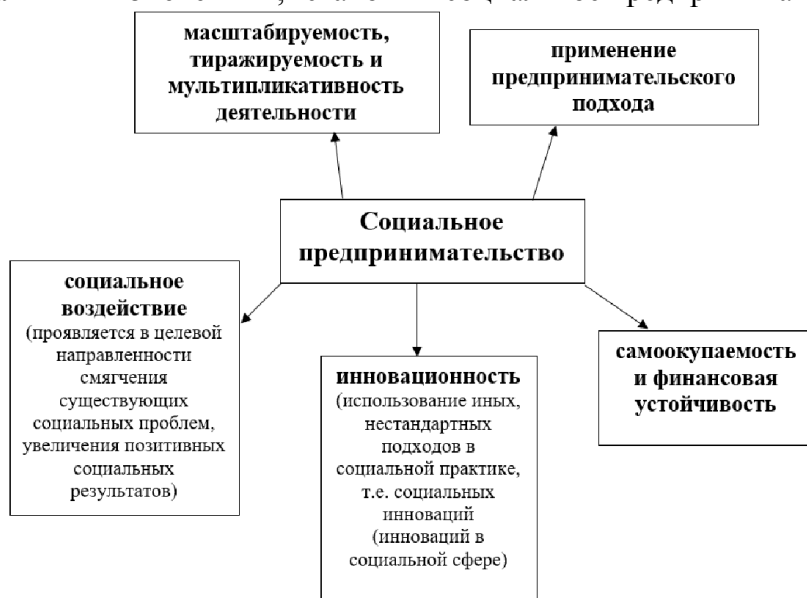 масштабируемость,
тиражируемость и
мультипликативность
деятельности
применение
предпринимательского
подхода
Социальное
предпринимательство
социальное
воздействие
(проявляется в целевой
направленности
смягчения
существующих
социальных проблем,
увеличения позитивных
социальных
результатов)
инновационность
(использование иных,
нестандартных
подходов в
социальной практике,
т.е. социальных
инноваций
(инноваций в
социальной сфере)
самоокупаемость
и финансовая
устойчивость